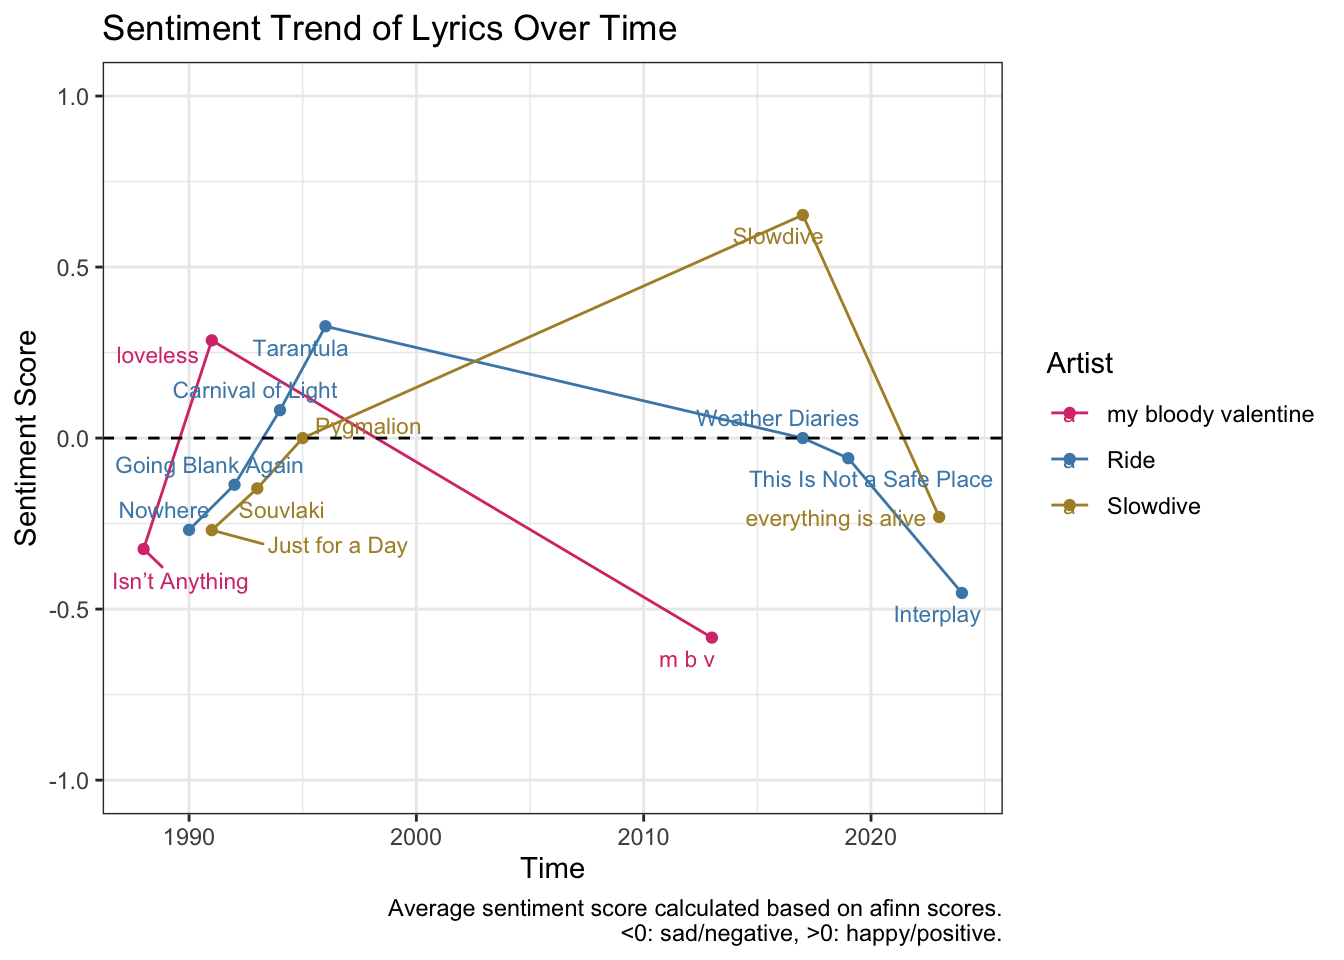 Sentiment Trend of Lyrics Over Time
Sentiment Score
1.0
0.5
0.0
-0.5
-1.0
Slowdive
Tarantula
loveless
Carnival of Light
Weather Diaries
Pygmalion
Going Blank Again
This Is Not a Safe Place
Nowhere
Souvlaki
everything is alive
Just for a Day
Isn’t Anything
Interplay
m b v
1990
2000
2010
2020
Time
Artist
a my bloody valentine
a Ride
a Slowdive
Average sentiment score calculated based on afinn scores.
<0: sad/negative, >0: happy/positive.